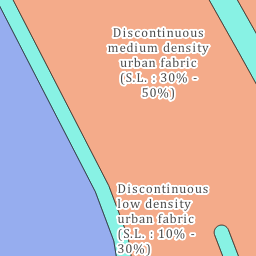 Discontinuous
medium density
urban fabric
(S.L. : 30% -
50%)
Discontinuous
low density
urban fabric
(S.L. : 10% -
30%)